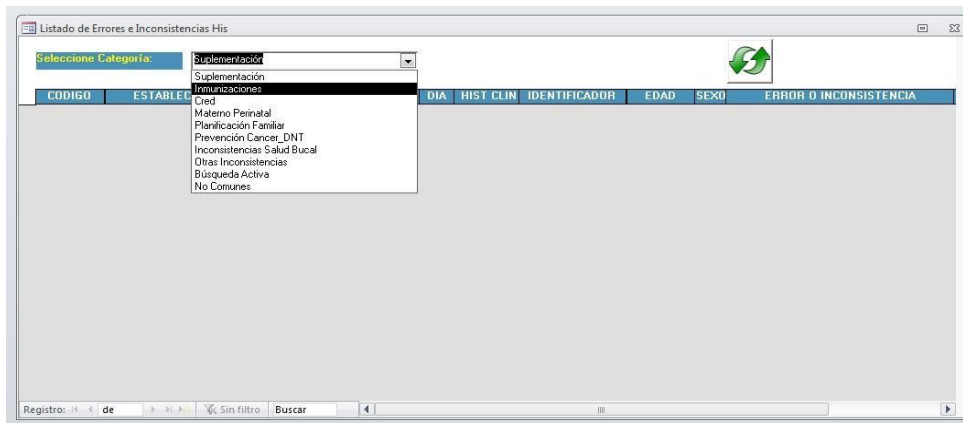 Listado de Errores e Inconsistencias His
Seleccione Categoría: Suplementación
Suplementación
Inmunizaciones
Cred
Materno Perinatal
Planificación Familiar
Prevención Cancer_DNT
Inconsistencias Salud Bucal
Otras Inconsistencias
Búsqueda Activa
No Comunes
CODIGO ESTABLEC DIA HIST CLIN IDENTIFICADOR EDAD SEXO ERROR O INCONSISTENCIA
Registro: de Sin filtro Buscar